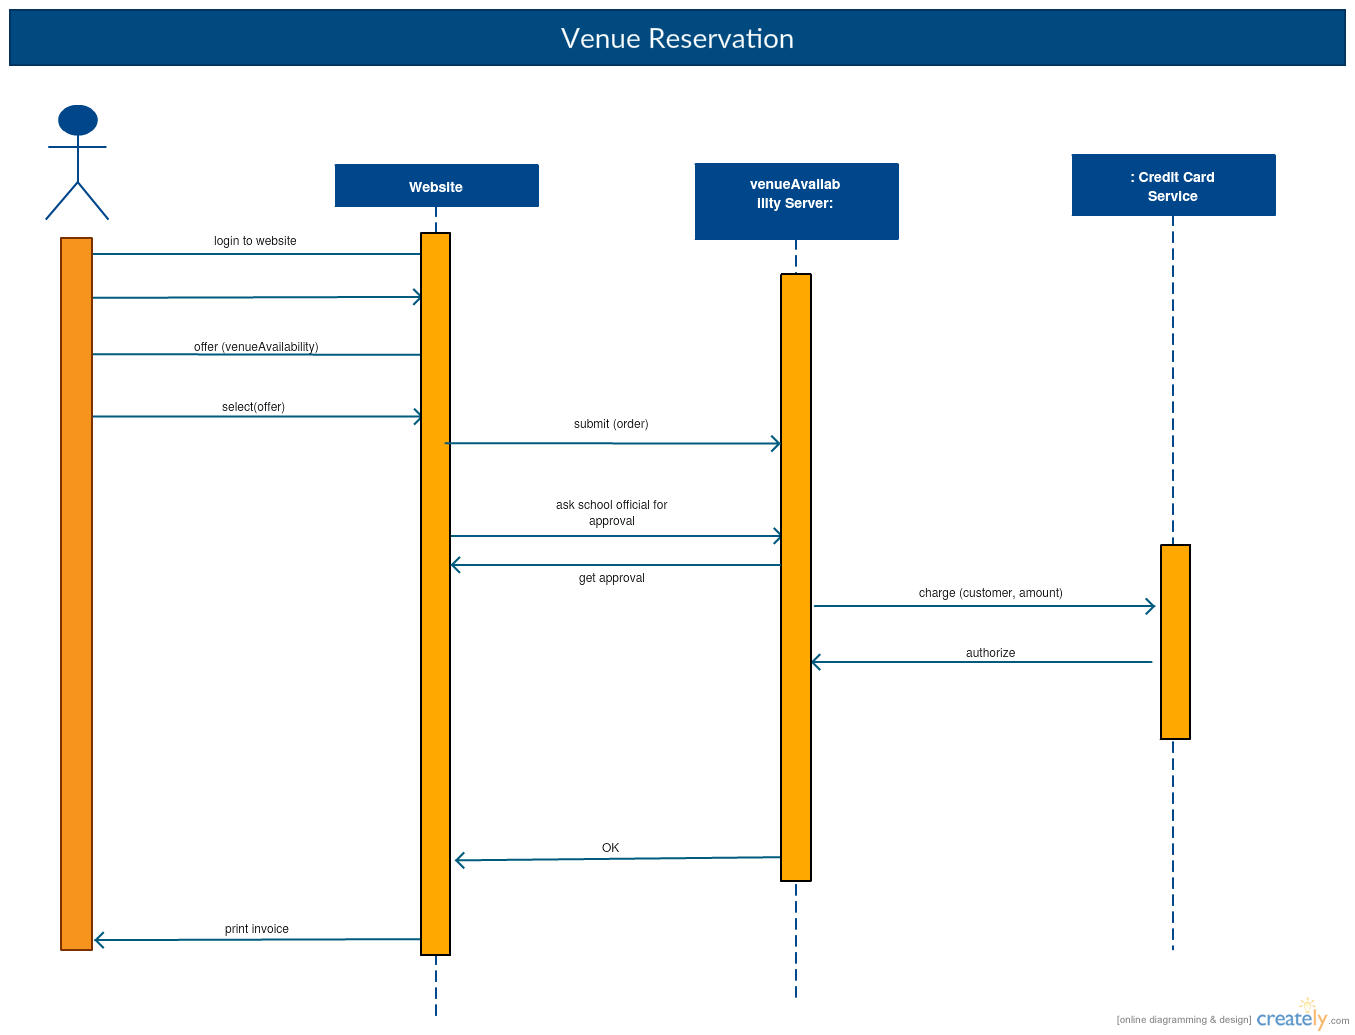 Venue Reservation
Website
venueAvailab
ility Server:
: Credit Card
Service
login to website
offer (venueAvailability)
select(offer)
submit (order)
ask school official for
approval
get approval
charge (customer, amount)
authorize
OK
print invoice
[online diagramming & design] creately.com